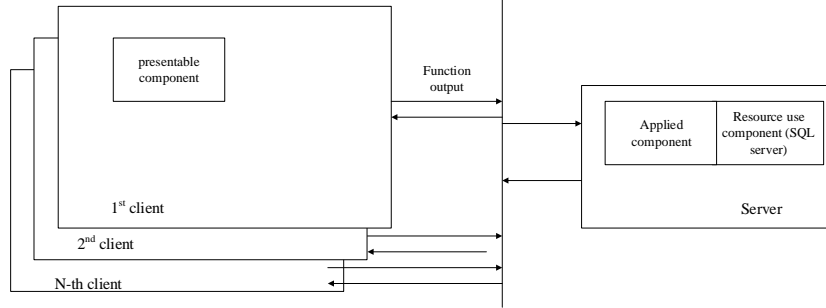 presentable
component
Function
output
Applied
component
Resource use
component (SQL
server)
1st client
Server
2nd client
N-th client